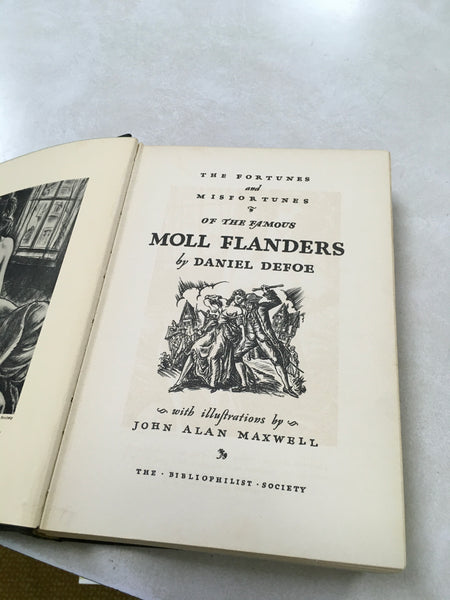 THE FORTUNES
and
MISFORTUNES
OF THE FAMOUS
MOLL FLANDERS
by DANIEL DEFOE
with illustrations by
JOHN ALAN MAXWELL
THE · BIBLIOPHILIST · SOCIETY